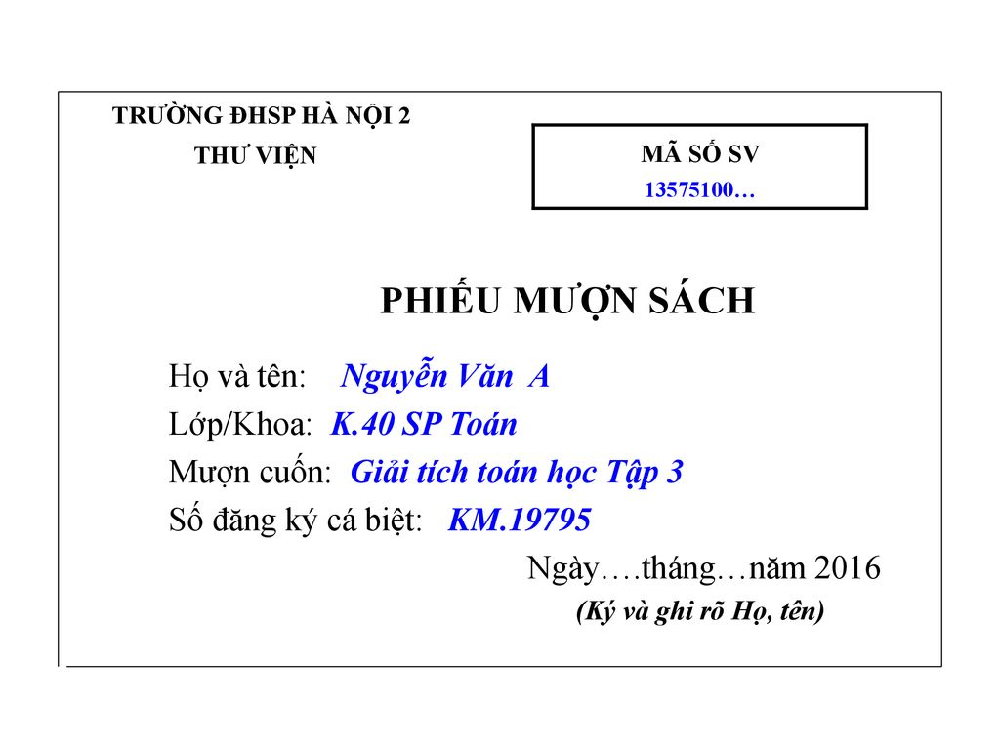 TRƯỜNG ĐHSP HÀ NỘI 2
THƯ VIỆN
MÃ SỐ SV
13575100…
PHIẾU MƯỢN SÁCH
Họ và tên: Nguyễn Văn A
Lớp/Khoa: K.40 SP Toán
Mượn cuốn: Giải tích toán học Tập 3
Số đăng ký cá biệt: KM.19795
Ngày….tháng…năm 2016
(Ký và ghi rõ Họ, tên)